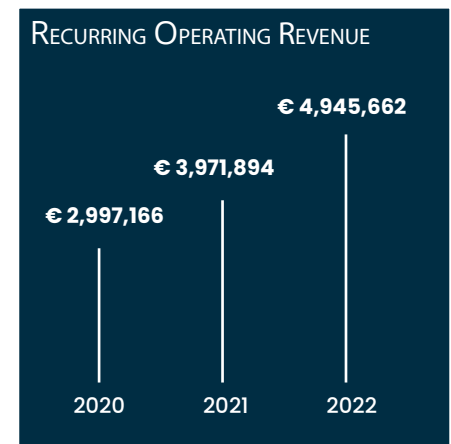 Recurring Operating Revenue
€ 4,945,662
€ 3,971,894
€ 2,997,166
2020 2021 2022